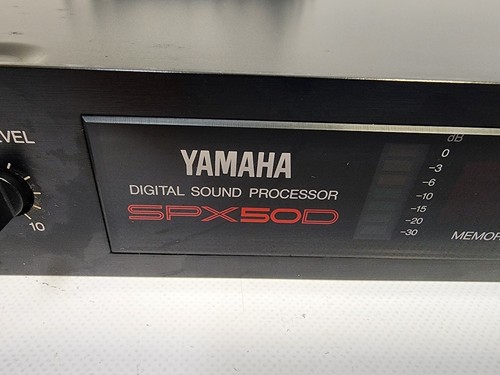 EVEL
10
YAMAHA
DIGITAL SOUND PROCESSOR
SPX50D
dB
0
-3
-6
-10
-15
-20
-30
MEMOR